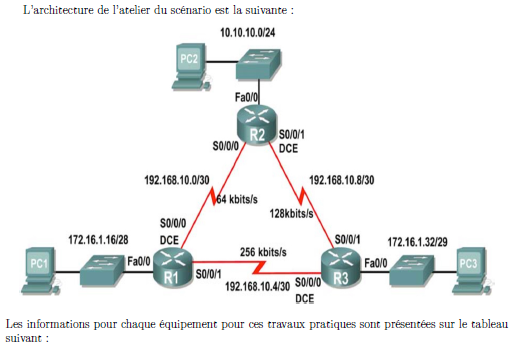 L'architecture de l'atelier du scénario est la suivante :
10.10.10.0/24
PC2
Fa0/0
R2
S0/0/1
DCE
S0/0/0
192.168.10.0/30
192.168.10.8/30
64 kbits/s
128kbits/s
S0/0/0
DCE
S0/0/1
172.16.1.16/28
256 kbits/s
172.16.1.32/29
PC1
Fa0/0
R1
S0/0/1
192.168.10.4/30
S0/0/0
DCE
R3
Fa0/0
PC3
Les informations pour chaque équipement pour ces travaux pratiques sont présentées sur le tableau
suivant :